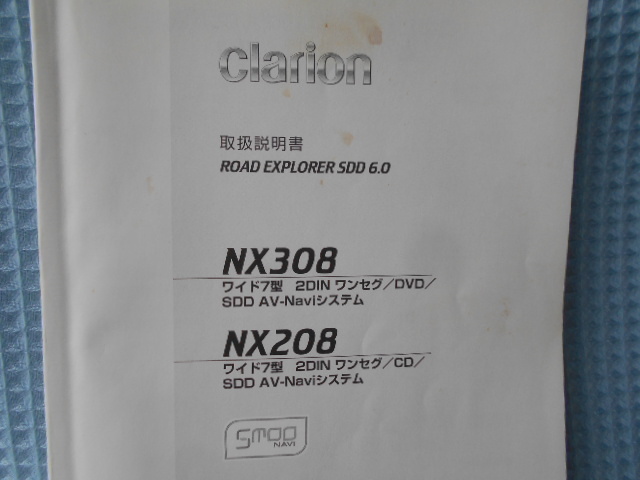 clarion
取扱説明書
ROAD EXPLORER SDD 6.0
NX308
ワイド7型 2DIN ワンセグ/DVD/
SDD AV-Naviシステム
NX208
ワイド7型 2DIN ワンセグ/CD/
SDD AV-Naviシステム
smoo
NAVI